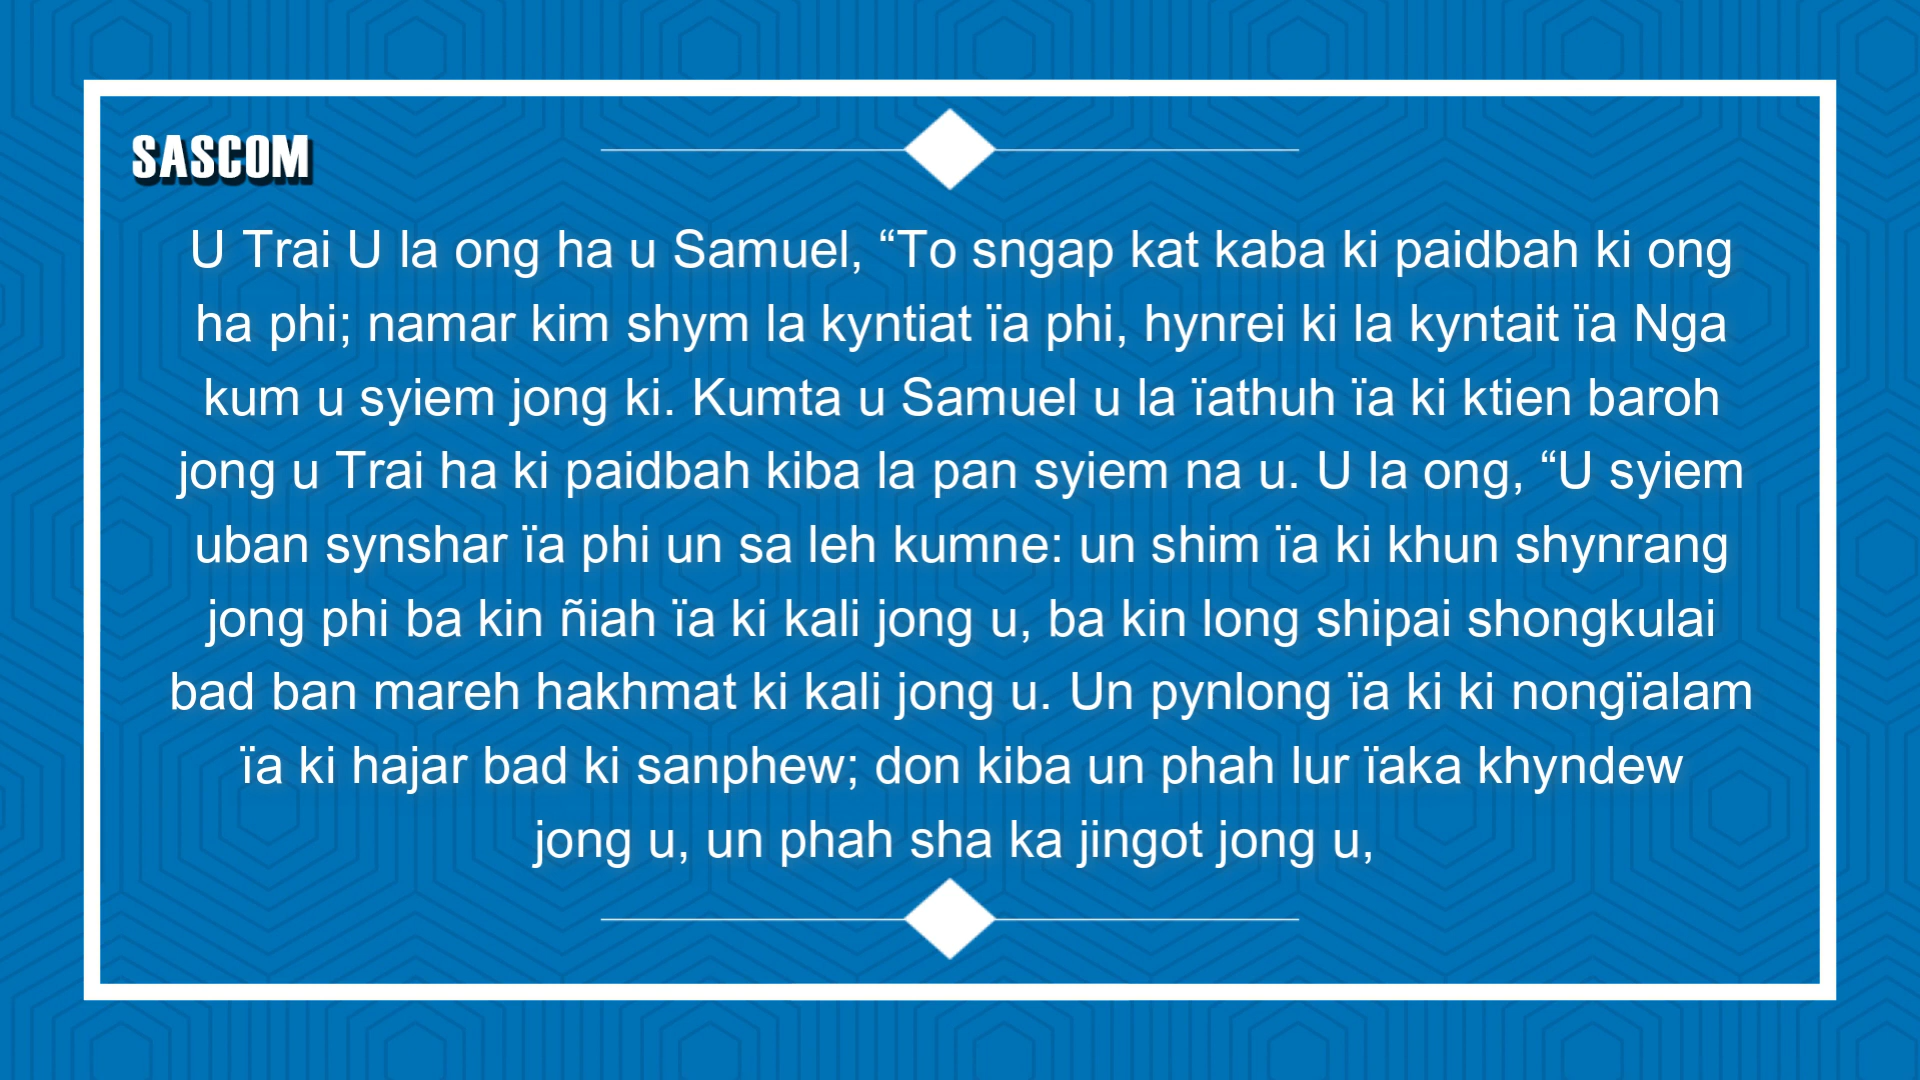 SASCOM
U Trai U la ong ha u Samuel, “To sngap kat kaba ki paidbah ki ong
ha phi; namar kim shym la kyntiat ïa phi, hynrei ki la kyntait ïa Nga
kum u syiem jong ki. Kumta u Samuel u la ïathuh ïa ki ktien baroh
jong u Trai ha ki paidbah kiba la pan syiem na u. U la ong, “U syiem
uban synshar ïa phi un sa leh kumne: un shim ïa ki khun shynrang
jong phi ba kin ñiah ïa ki kali jong u, ba kin long shipai shongkulai
bad ban mareh hakhmat ki kali jong u. Un pynlong ïa ki ki nongïalam
ïa ki hajar bad ki sanphew; don kiba un phah lur ïaka khyndew
jong u, un phah sha ka jingot jong u,